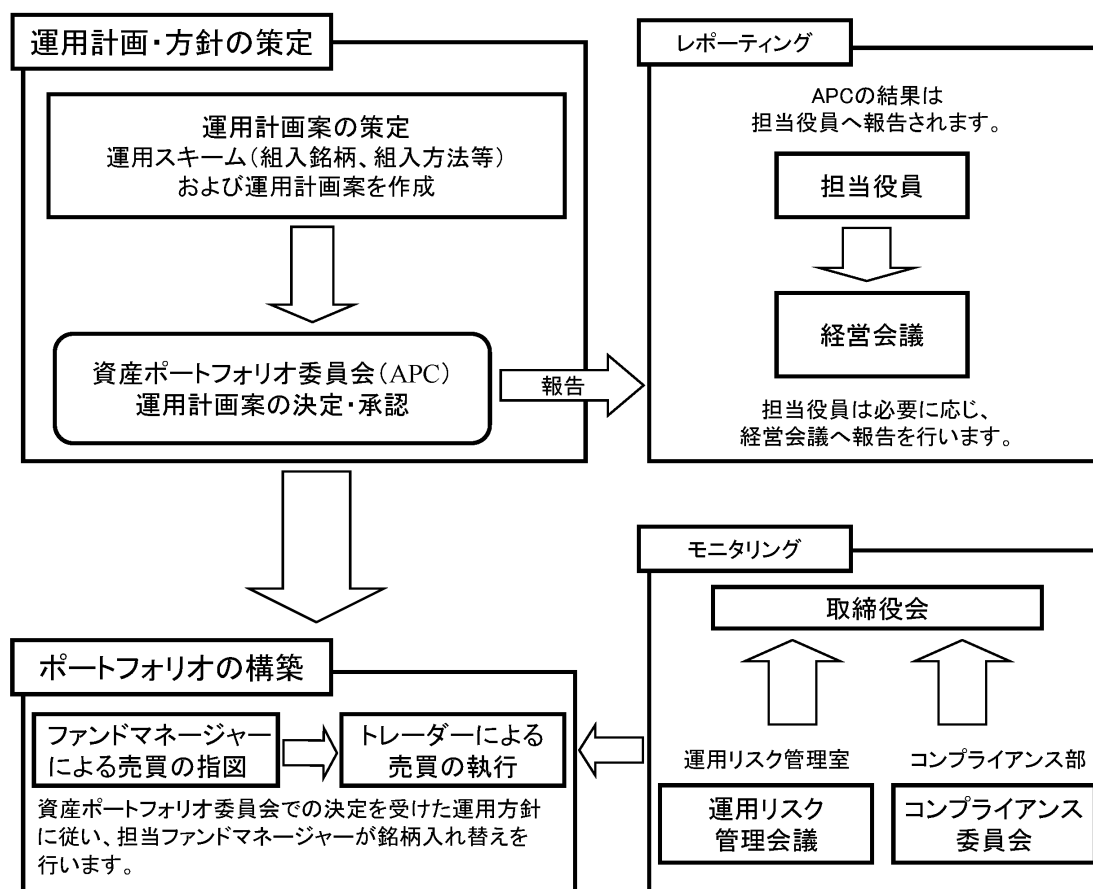 運用計画・方針の策定
運用計画案の策定
運用スキーム(組入銘柄、組入方法等)
および運用計画案を作成
資産ポートフォリオ委員会(APC)
運用計画案の決定・承認
報告
レポーティング
APCの結果は
担当役員へ報告されます。
担当役員
経営会議
担当役員は必要に応じ、
経営会議へ報告を行います。
ポートフォリオの構築
ファンドマネージャー
による売買の指図
トレーダーによる
売買の執行
資産ポートフォリオ委員会での決定を受けた運用方針
に従い、担当ファンドマネージャーが銘柄入れ替えを
行います。
モニタリング
取締役会
運用リスク管理室
運用リスク
管理会議
コンプライアンス部
コンプライアンス
委員会